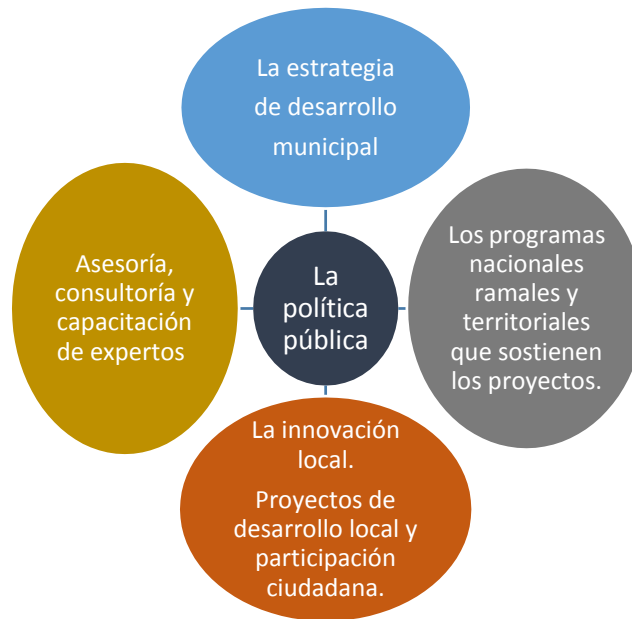 La estrategia
de desarrollo
municipal
Asesoría,
consultoría y
capacitación
de expertos
La
política
pública
Los programas
nacionales
ramales y
territoriales
que sostienen
los proyectos.
La innovación
local.
Proyectos de
desarrollo local y
participación
ciudadana.